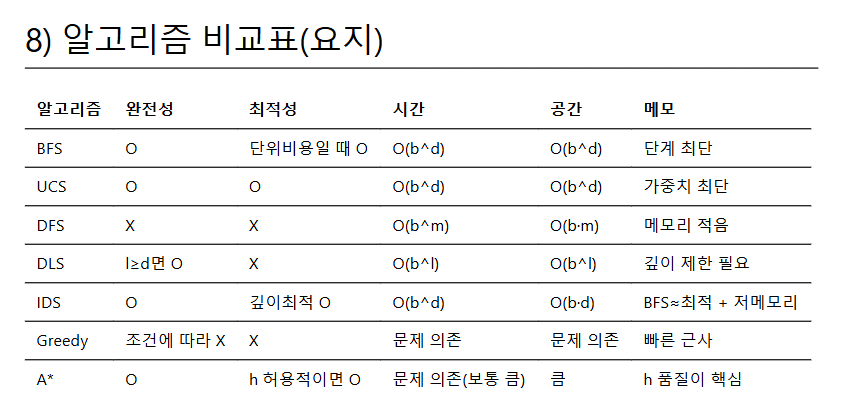 8) 알고리즘 비교표(요지)
알고리즘 완전성 최적성 시간 공간 메모
BFS O 단위비용일 때 O O(b^d) O(b^d) 단계 최단
UCS O O O(b^d) O(b^d) 가중치 최단
DFS X X O(b^m) O(b·m) 메모리 적음
DLS l≥d면 O X O(b^l) O(b^l) 깊이 제한 필요
IDS O 깊이최적 O O(b^d) O(b·d) BFS≈최적 + 저메모리
Greedy 조건에 따라 X X 문제 의존 문제 의존 빠른 근사
A* O h 허용적이면 O 문제 의존(보통 큼) 큼 h 품질이 핵심